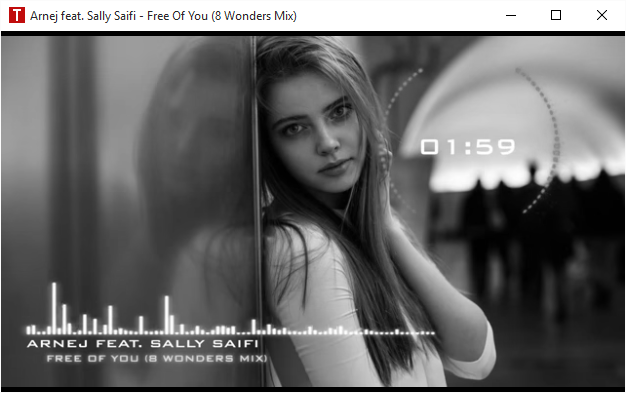 T Arnej feat. Sally Saifi - Free Of You (8 Wonders Mix)
01:59
ARNEJ FEAT. SALLY SAIFI
FREE OF YOU (8 WONDERS MIX)